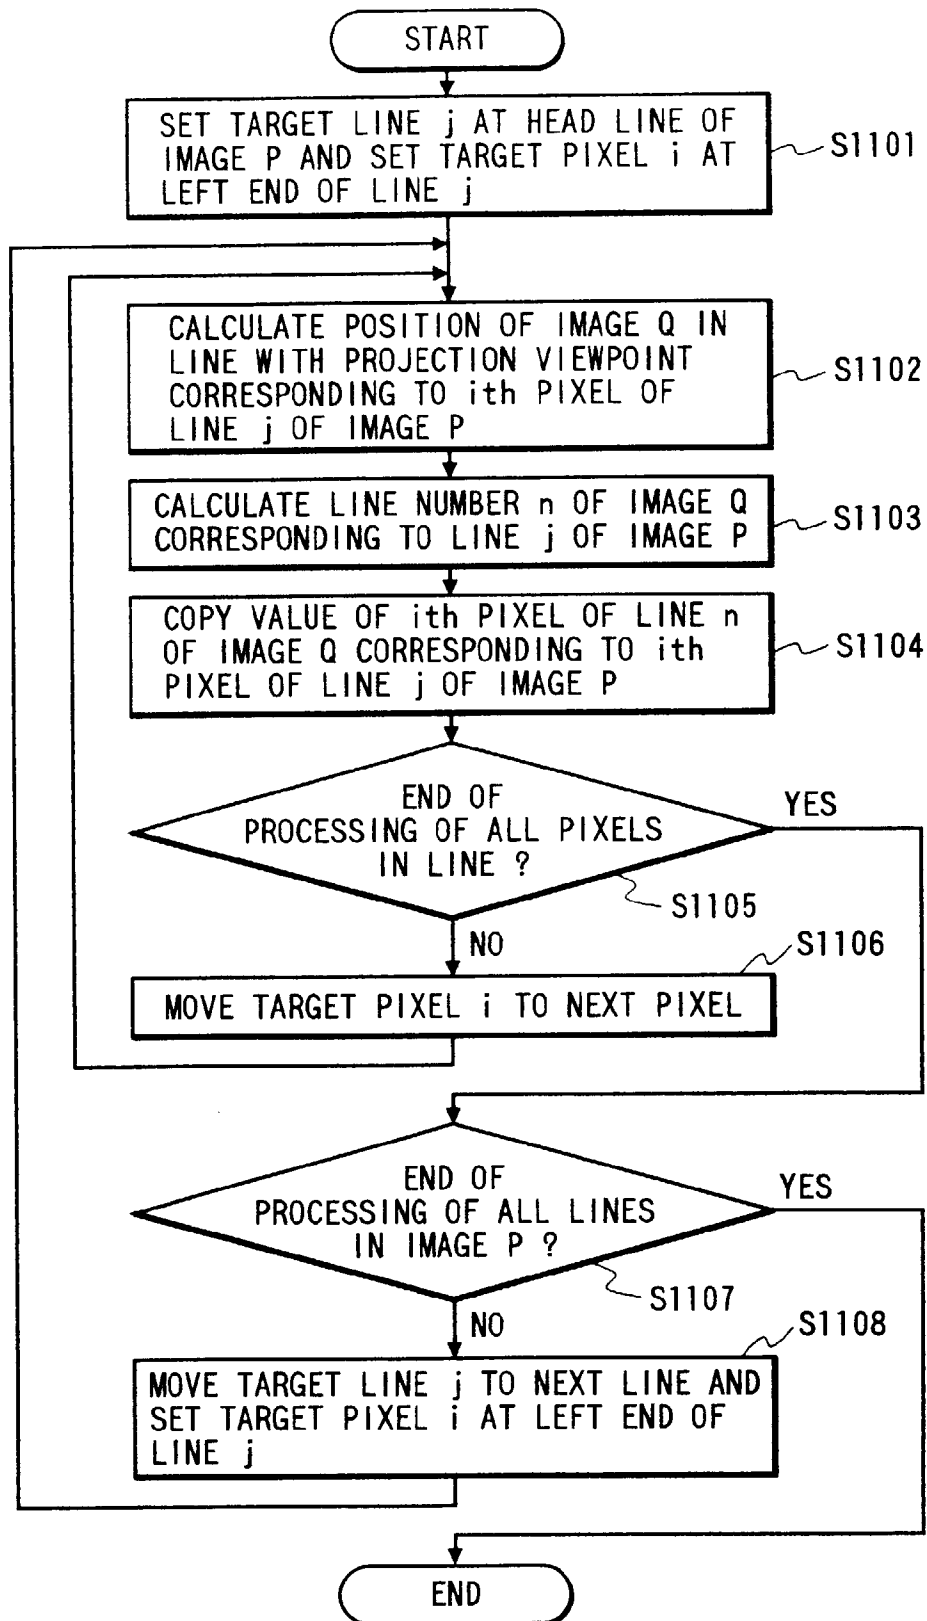 START
SET TARGET LINE j AT HEAD LINE OF
IMAGE P AND SET TARGET PIXEL i AT
LEFT END OF LINE j
S1101
CALCULATE POSITION OF IMAGE Q IN
LINE WITH PROJECTION VIEWPOINT
CORRESPONDING TO ith PIXEL OF
LINE j OF IMAGE P
S1102
CALCULATE LINE NUMBER n OF IMAGE Q
CORRESPONDING TO LINE j OF IMAGE P
S1103
COPY VALUE OF ith PIXEL OF LINE n
OF IMAGE Q CORRESPONDING TO ith
PIXEL OF LINE j OF IMAGE P
S1104
END OF
PROCESSING OF ALL PIXELS
IN LINE ?
YES
S1105
NO
S1106
MOVE TARGET PIXEL i TO NEXT PIXEL
END OF
PROCESSING OF ALL LINES
IN IMAGE P ?
YES
S1107
NO
S1108
MOVE TARGET LINE j TO NEXT LINE AND
SET TARGET PIXEL i AT LEFT END OF
LINE j
END